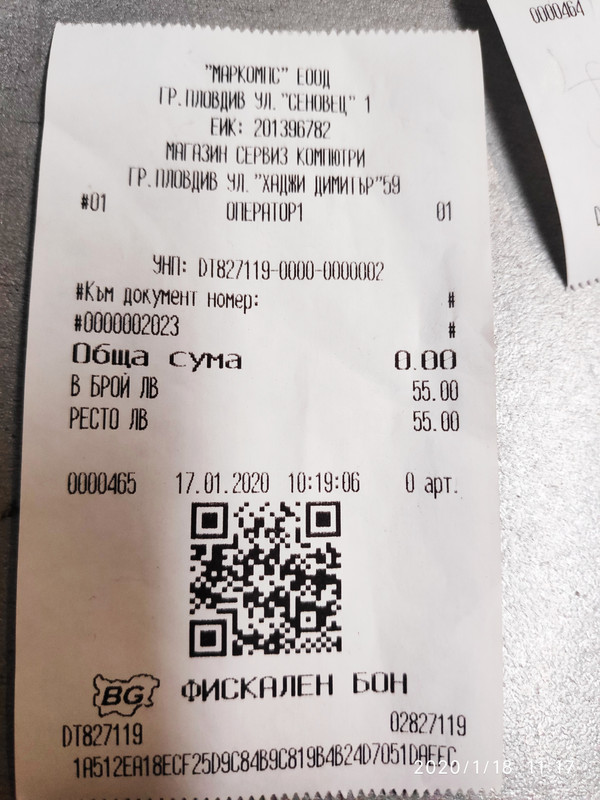 0000464
"МАРКОМПС" ЕООД
ГР.ПЛОВДИВ УЛ."СЕНОВЕЦ" 1
ЕИК: 201396782
МАГАЗИН СЕРВИЗ КОМПЮТРИ
ГР.ПЛОВДИВ УЛ."ХАДЖИ ДИМИТЬР"59
#01 ОПЕРАТОР1 01
УНП: DT827119-0000-0000002
#Към документ номер: #
#0000002023 #
Обща сума 0.00
В БРОЙ ЛВ 55.00
РЕСТО ЛВ 55.00
0000465 17.01.2020 10:19:06 0 арт.
BG ФИСКАЛЕН БОН
DT827119 02827119
2020/1/18 11:17